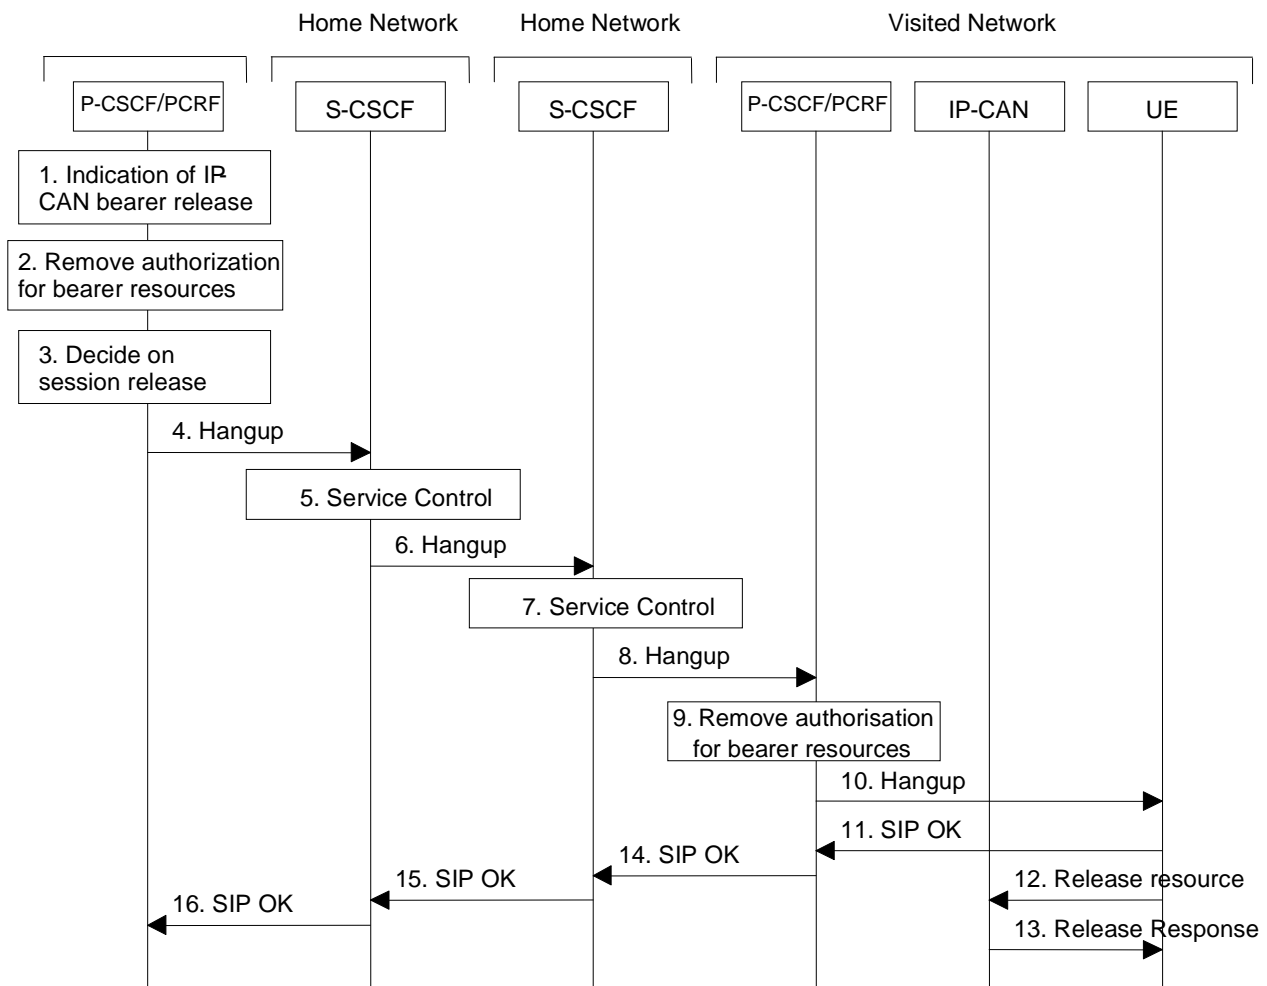 Home Network
Home Network
Visited Network
P-CSCF/PCRF
S-CSCF
S-CSCF
P-CSCF/PCRF
IP-CAN
UE
1. Indication of IP-
CAN bearer release
2. Remove authorization
for bearer resources
3. Decide on
session release
4. Hangup
5. Service Control
6. Hangup
7. Service Control
8. Hangup
9. Remove authorisation
for bearer resources
10. Hangup
11. SIP OK
14. SIP OK
15. SIP OK
12. Release resource
16. SIP OK
13. Release Response